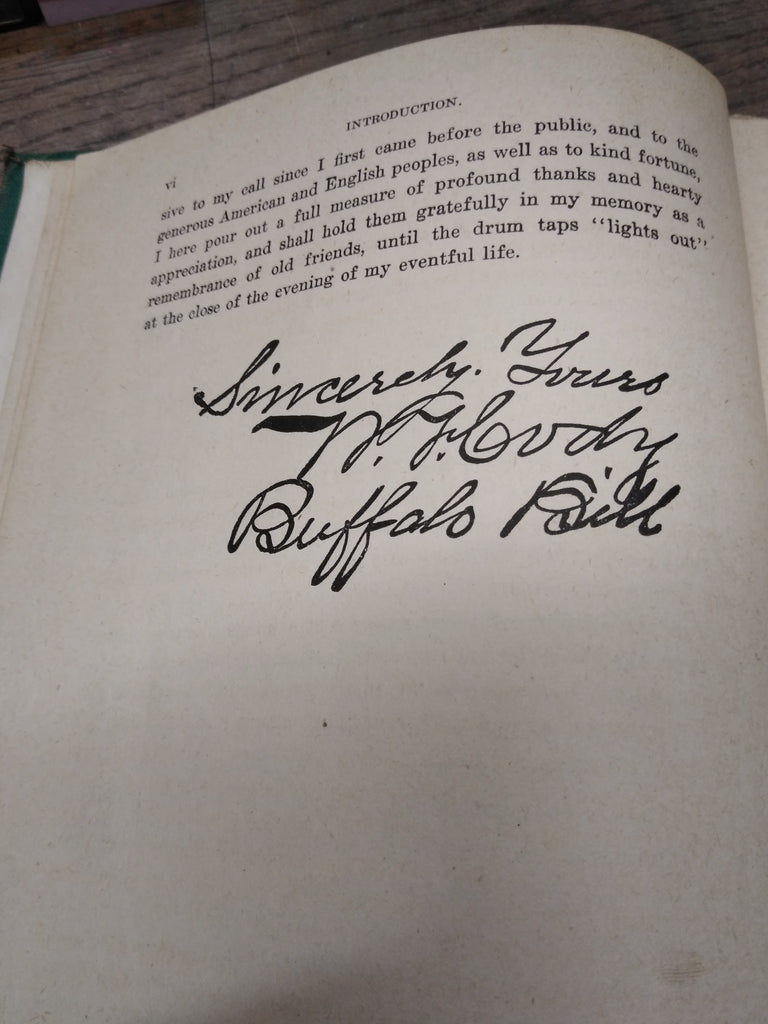 INTRODUCTION.
vi
sive to my call since I first came before the public, and to the
generous American and English peoples, as well as to kind fortune,
I here pour out a full measure of profound thanks and hearty
appreciation, and shall hold them gratefully in my memory as a
remembrance of old friends, until the drum taps “lights out”
at the close of the evening of my eventful life.
Sincerely. Yours
W. F. Cody
Buffalo Bill